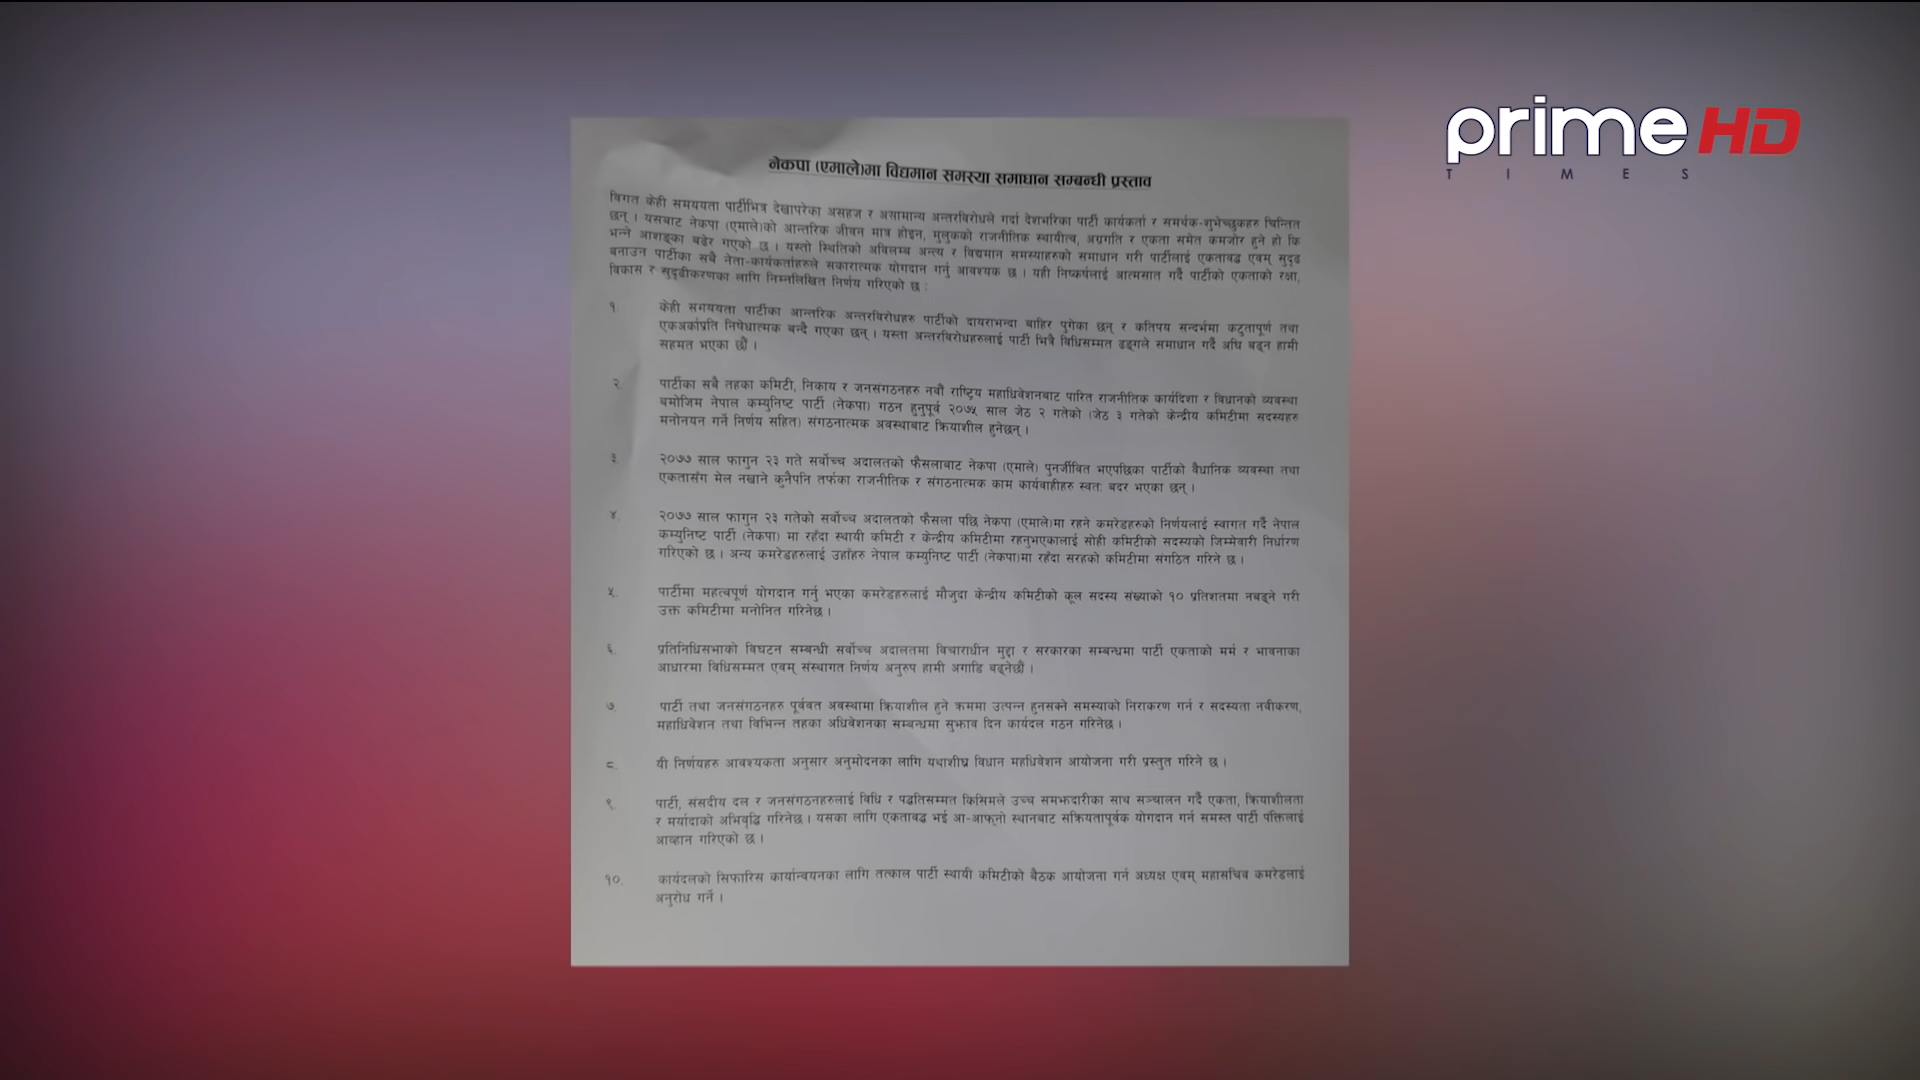 prime HD
TIMES
नेकपा (एमाले)मा विद्यमान समस्या समाधान सम्बन्धी प्रस्ताव
विगत केही समययता पार्टीभित्र देखापरेका असहज र असामान्य अन्तरविरोधले गर्दा देशभरिका पार्टी कार्यकर्ता र समर्थक-शुभेच्छुकहरु चिन्तित
छन् । यसबाट नेकपा (एमाले)को आन्तरिक जीवन मात्र होइन, मुलुकको राजनीतिक स्थायीत्व, अग्रगति र एकता समेत कमजोर हुने हो कि
भन्ने आशङ्का बढेर गएको छ । यस्तो स्थितिको अविलम्ब अन्त्य र विद्यमान समस्याहरुको समाधान गरी पार्टीलाई एकताबद्ध एवम् सुदृढ
बनाउन पार्टीका सबै नेता-कार्यकर्ताहरुले सकारात्मक योगदान गर्नु आवश्यक छ । यही निष्कर्षलाई आत्मसात गर्दै पार्टीको एकताको रक्षा,
विकास र सुदृढीकरणका लागि निम्नलिखित निर्णय गरिएको छ :
१. केही समययता पार्टीका आन्तरिक अन्तरविरोधहरु पार्टीको दायराभन्दा बाहिर पुगेका छन् र कतिपय सन्दर्भमा कटुतापूर्ण तथा
एकअर्काप्रति निषेधात्मक बन्दै गएका छन् । यस्ता अन्तरविरोधहरुलाई पार्टी भित्रै विधिसम्मत ढङ्गले समाधान गर्दै अघि बढ्न हामी
सहमत भएका छौं ।
२. पार्टीका सबै तहका कमिटी, निकाय र जनसंगठनहरु नवौं राष्ट्रिय महाधिवेशनबाट पारित राजनीतिक कार्यदिशा र विधानको व्यवस्था
बमोजिम नेपाल कम्युनिष्ट पार्टी (नेकपा) गठन हुनुपूर्व २०७५ साल जेठ २ गतेको (जेठ ३ गतेको केन्द्रीय कमिटीमा सदस्यहरु
मनोनयन गर्ने निर्णय सहित) संगठनात्मक अवस्थाबाट क्रियाशील हुनेछन् ।
३. २०७७ साल फागुन २३ गते सर्वोच्च अदालतको फैसलाबाट नेकपा (एमाले) पुनर्जीवित भएपछिका पार्टीको वैधानिक व्यवस्था तथा
एकतासँग मेल नखाने कुनैपनि तर्फका राजनीतिक र संगठनात्मक काम कार्यवाहीहरु स्वत: बदर भएका छन् ।
४. २०७७ साल फागुन २३ गतेको सर्वोच्च अदालतको फैसला पछि नेकपा (एमाले)मा रहने कमरेडहरुको निर्णयलाई स्वागत गर्दै नेपाल
कम्युनिष्ट पार्टी (नेकपा) मा रहँदा स्थायी कमिटी र केन्द्रीय कमिटीमा रहनुभएकालाई सोही कमिटीको सदस्यको जिम्मेवारी निर्धारण
गरिएको छ । अन्य कमरेडहरुलाई उहाँहरु नेपाल कम्युनिष्ट पार्टी (नेकपा)मा रहँदा सरहको कमिटीमा संगठित गरिने छ ।
५. पार्टीमा महत्वपूर्ण योगदान गर्नु भएका कमरेडहरुलाई मौजुदा केन्द्रीय कमिटीको कूल सदस्य संख्याको १० प्रतिशतमा नबढ्ने गरी
उक्त कमिटीमा मनोनित गरिनेछ ।
६. प्रतिनिधिसभाको विघटन सम्बन्धी सर्वोच्च अदालतमा विचाराधीन मुद्दा र सरकारका सम्बन्धमा पार्टी एकताको मर्म र भावनाका
आधारमा विधिसम्मत एवम् संस्थागत निर्णय अनुरुप हामी अगाडि बढ्नेछौं ।
७. पार्टी तथा जनसंगठनहरु पूर्ववत अवस्थामा क्रियाशील हुने क्रममा उत्पन्न हुनसक्ने समस्याको निराकरण गर्न र सदस्यता नवीकरण,
महाधिवेशन तथा विभिन्न तहका अधिवेशनका सम्बन्धमा सुझाव दिन कार्यदल गठन गरिनेछ ।
८. यी निर्णयहरु आवश्यकता अनुसार अनुमोदनका लागि यथाशीघ्र विधान महधिवेशन आयोजना गरी प्रस्तुत गरिने छ ।
९. पार्टी, संसदीय दल र जनसंगठनहरुलाई विधि र पद्धतिसम्मत किसिमले उच्च समझदारीका साथ सञ्चालन गर्दै एकता, क्रियाशीलता
र मर्यादाको अभिवृद्धि गरिनेछ । यसका लागि एकताबद्ध भई आ-आफ्नो स्थानबाट सक्रियतापूर्वक योगदान गर्न समस्त पार्टी पंक्तिलाई
आव्हान गरिएको छ ।
१०. कार्यदलको सिफारिस कार्यान्वयनका लागि तत्काल पार्टी स्थायी कमिटीको बैठक आयोजना गर्न अध्यक्ष एवम् महासचिव कमरेडलाई
अनुरोध गर्ने ।